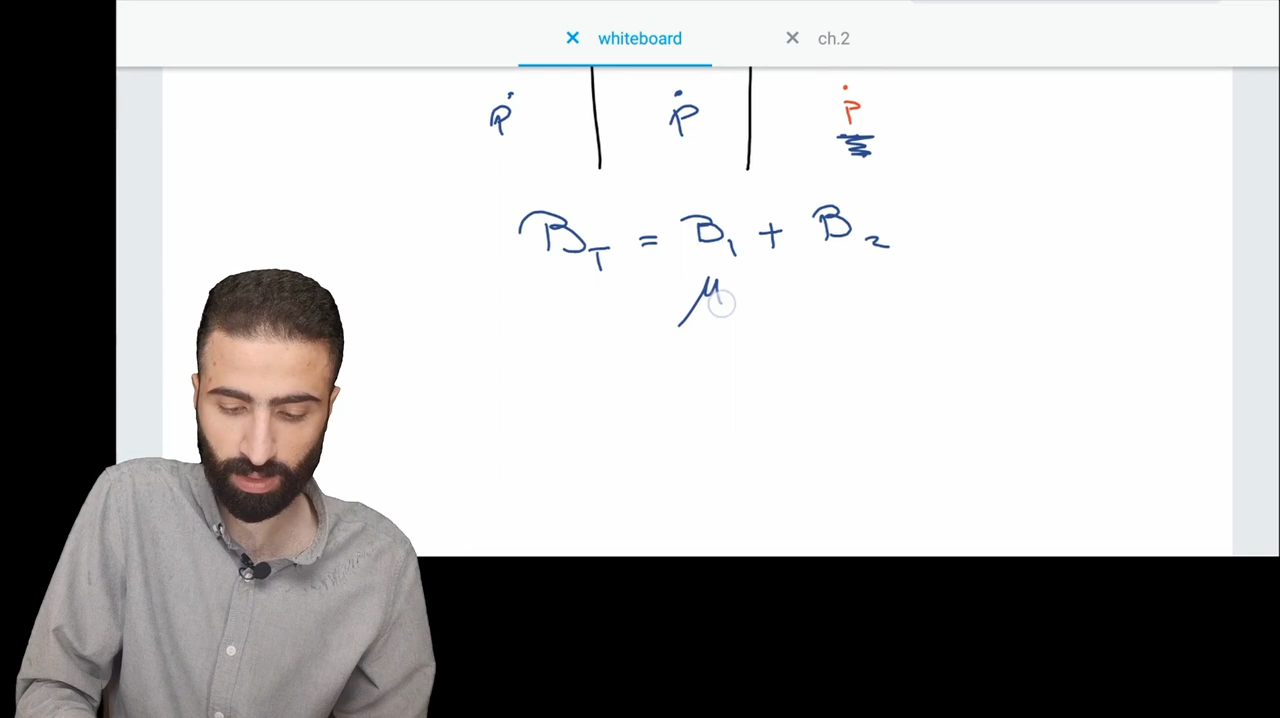 × whiteboard × ch.2
P P P
B_T = B_1 + B_2
μ